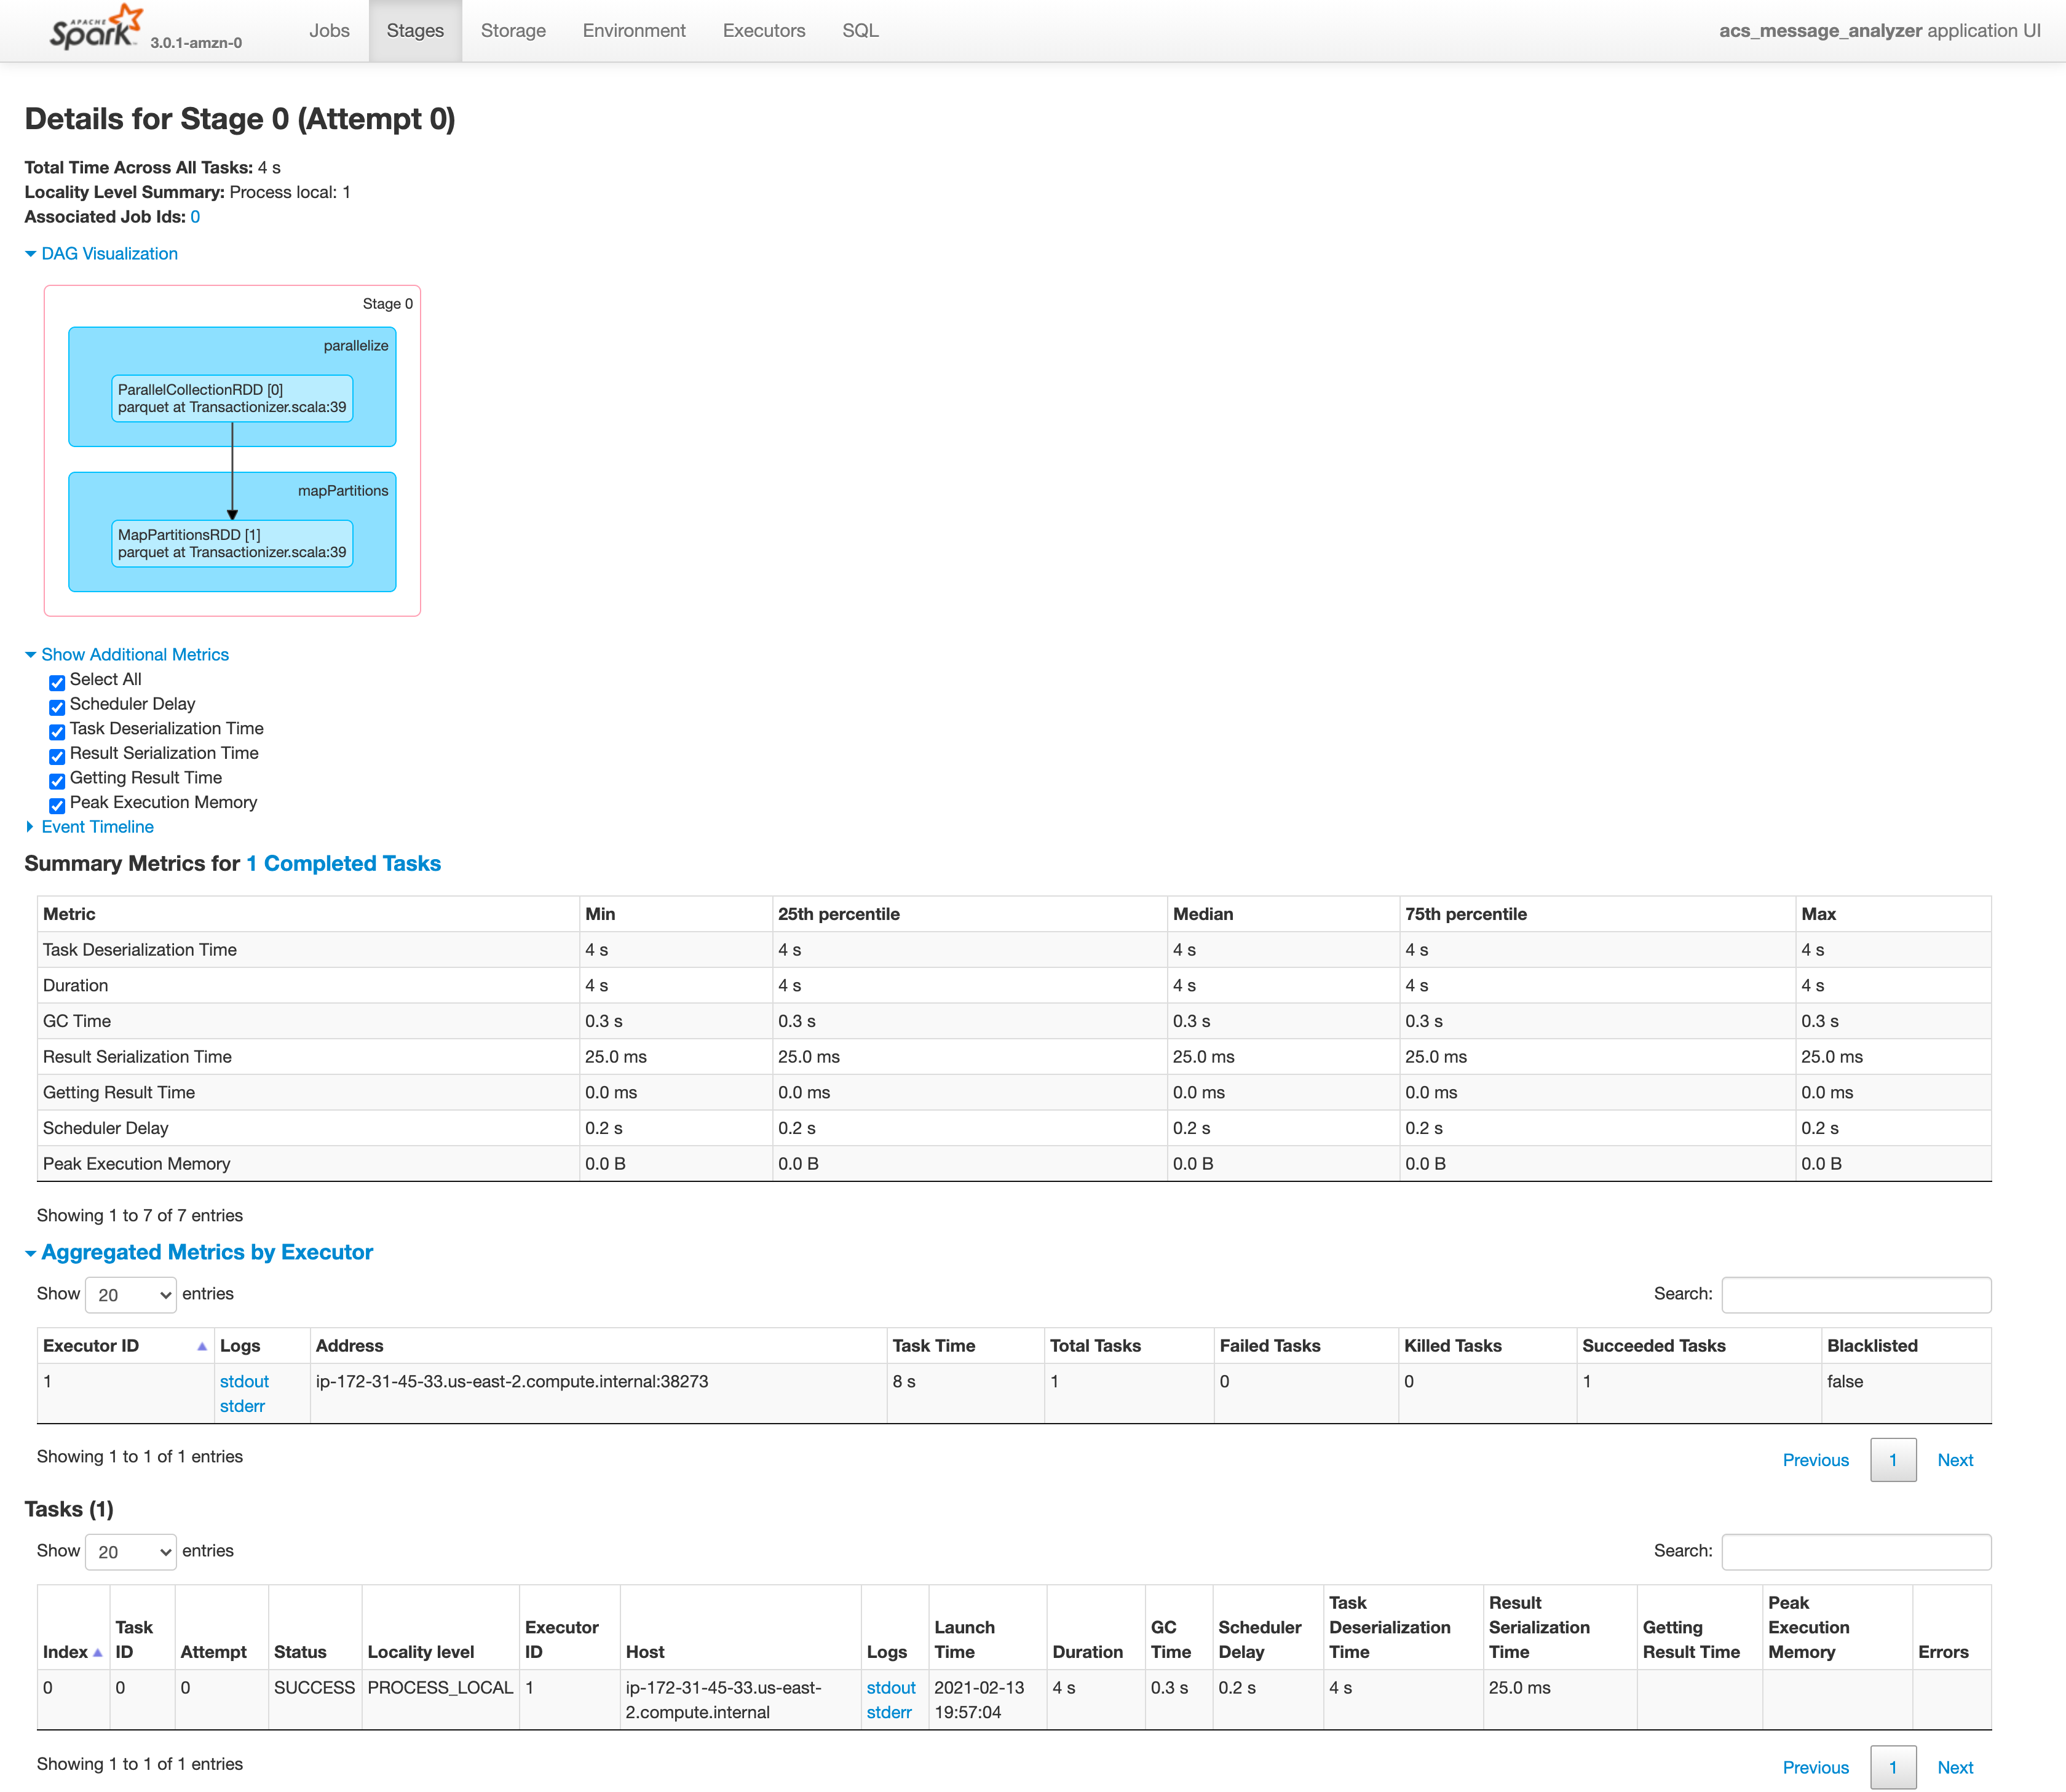 APACHE Spark 3.0.1-amzn-0 Jobs Stages Storage Environment Executors SQL acs_message_analyzer application UI
Details for Stage 0 (Attempt 0)
Total Time Across All Tasks: 4 s
Locality Level Summary: Process local: 1
Associated Job Ids: 0
DAG Visualization
Stage 0
parallelize
ParallelCollectionRDD [0]
parquet at Transactionizer.scala:39
mapPartitions
MapPartitionsRDD [1]
parquet at Transactionizer.scala:39
Show Additional Metrics
Select All
Scheduler Delay
Task Deserialization Time
Result Serialization Time
Getting Result Time
Peak Execution Memory
Event Timeline
Summary Metrics for 1 Completed Tasks
Metric Min 25th percentile Median 75th percentile Max
Task Deserialization Time 4 s 4 s 4 s 4 s 4 s
Duration 4 s 4 s 4 s 4 s 4 s
GC Time 0.3 s 0.3 s 0.3 s 0.3 s 0.3 s
Result Serialization Time 25.0 ms 25.0 ms 25.0 ms 25.0 ms 25.0 ms
Getting Result Time 0.0 ms 0.0 ms 0.0 ms 0.0 ms 0.0 ms
Scheduler Delay 0.2 s 0.2 s 0.2 s 0.2 s 0.2 s
Peak Execution Memory 0.0 B 0.0 B 0.0 B 0.0 B 0.0 B
Showing 1 to 7 of 7 entries
Aggregated Metrics by Executor
Show 20 entries Search:
Executor ID Logs Address Task Time Total Tasks Failed Tasks Killed Tasks Succeeded Tasks Blacklisted
1 stdout ip-172-31-45-33.us-east-2.compute.internal:38273 8 s 1 0 0 1 false
stderr
Showing 1 to 1 of 1 entries Previous 1 Next
Tasks (1)
Show 20 entries Search:
Index Task ID Attempt Status Locality level Executor ID Host Logs Launch Time Duration GC Time Scheduler Delay Task Deserialization Time Result Serialization Time Getting Result Time Peak Execution Memory Errors
0 0 0 SUCCESS PROCESS_LOCAL 1 ip-172-31-45-33.us-east- stdout 2021-02-13 4 s 0.3 s 0.2 s 4 s 25.0 ms
2.compute.internal stderr 19:57:04
Showing 1 to 1 of 1 entries Previous 1 Next